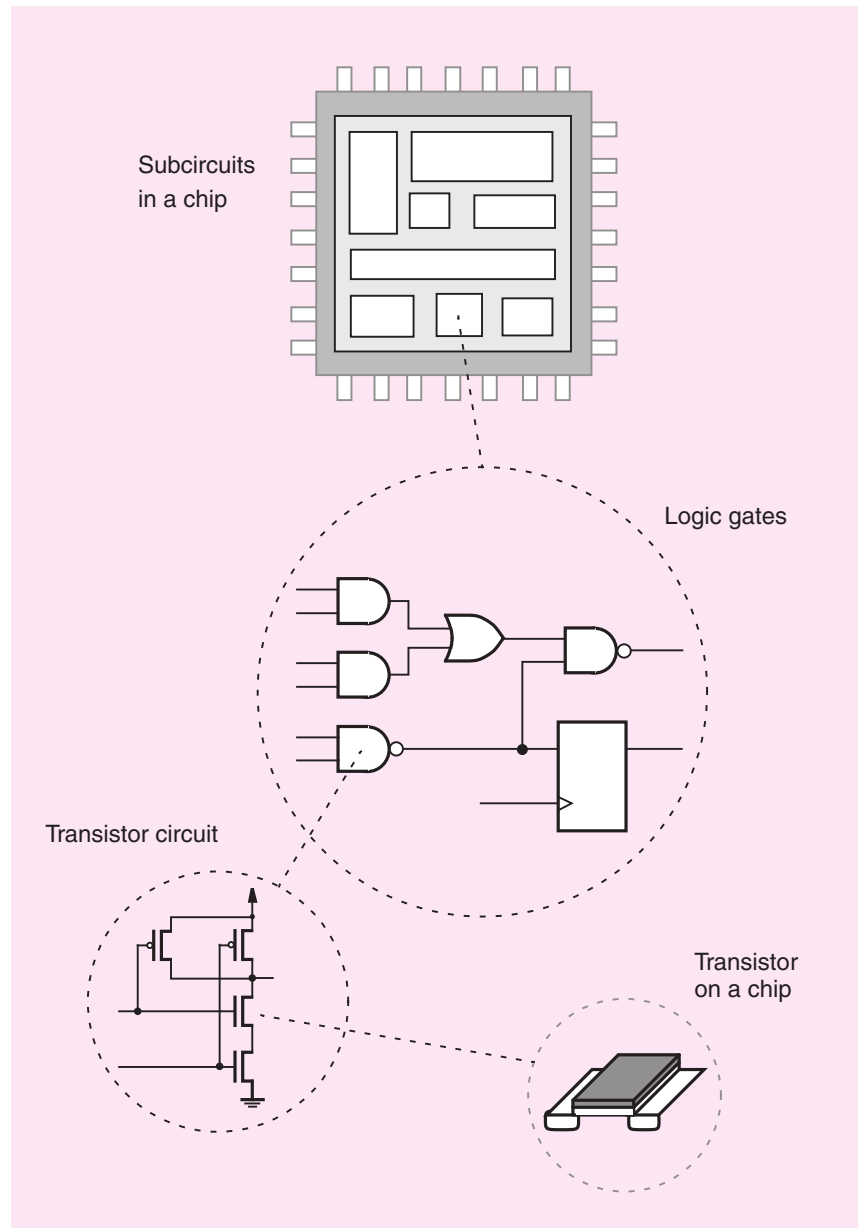 Subcircuits
in a chip
Logic gates
Transistor circuit
Transistor
on a chip